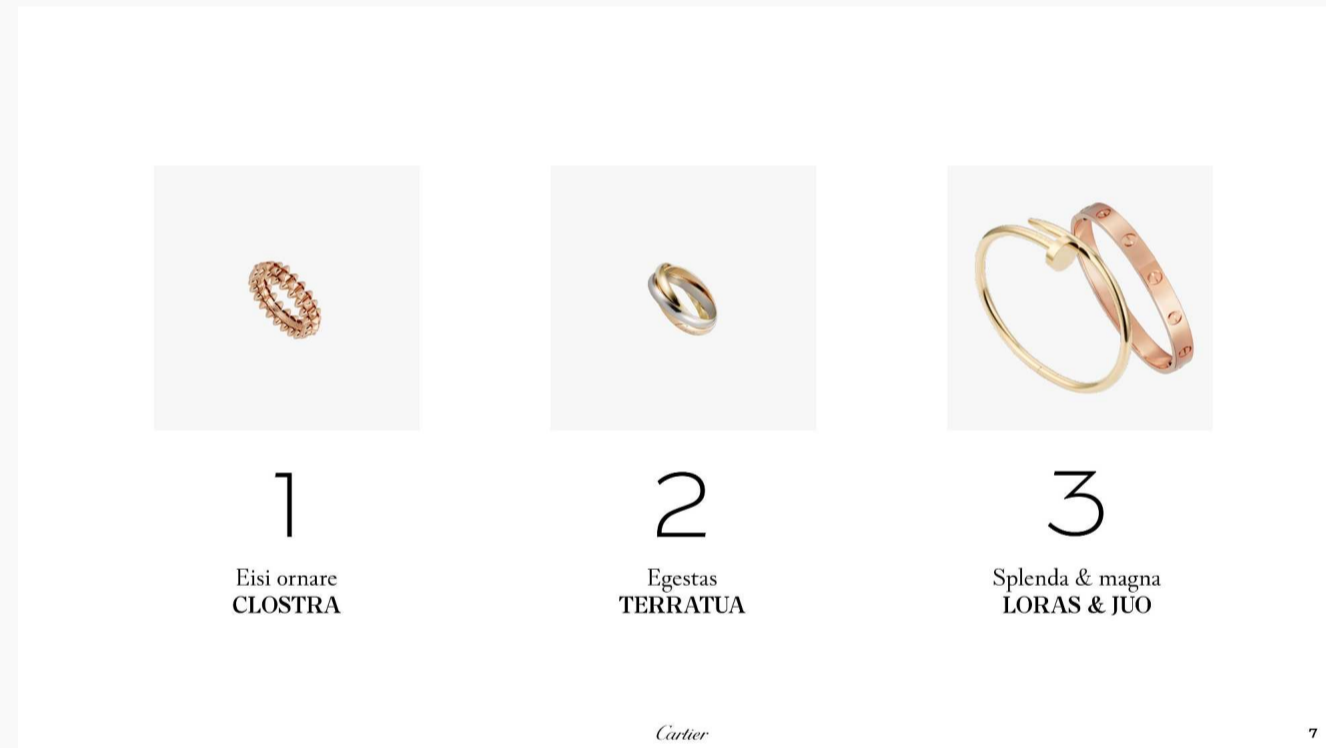 1
Eisi ornare
CLOSTRA
2
Egestas
TERRATUA
3
Splenda & magna
LORAS & JUO
Cartier
7